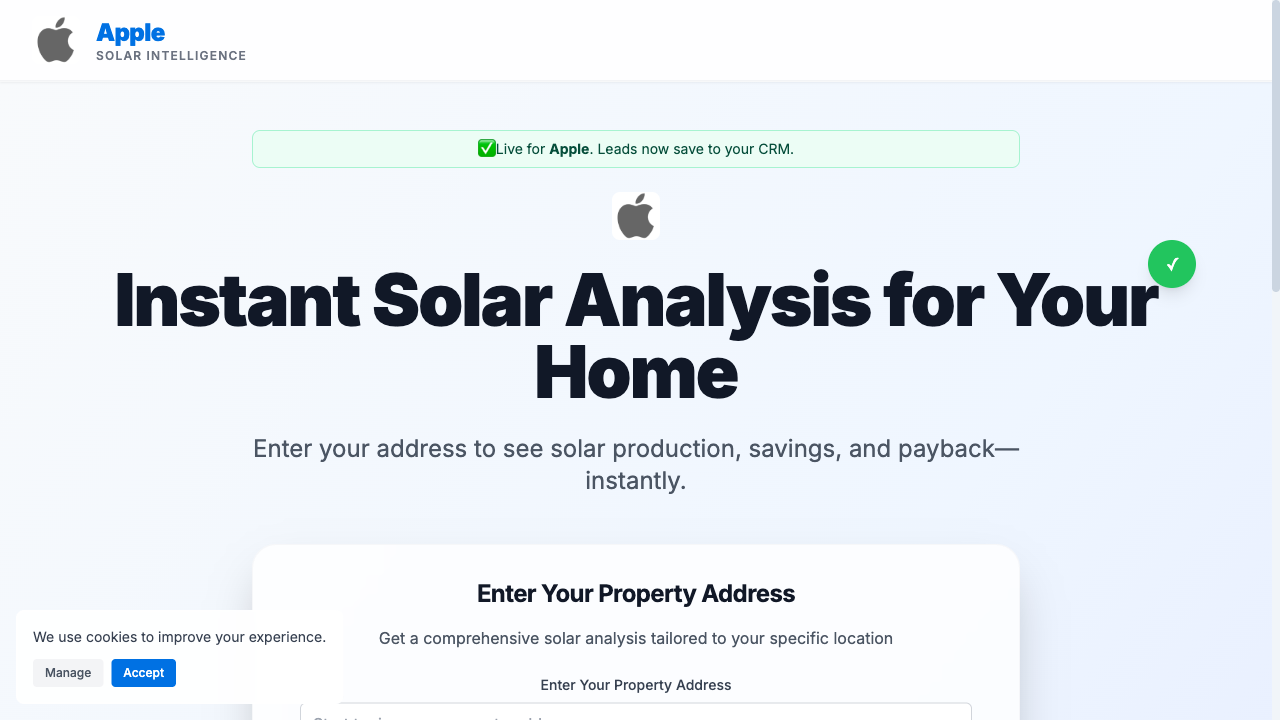 Apple
SOLAR INTELLIGENCE
✅Live for Apple. Leads now save to your CRM.
✓
Instant Solar Analysis for Your
Home
Enter your address to see solar production, savings, and payback—
instantly.
Enter Your Property Address
Get a comprehensive solar analysis tailored to your specific location
Enter Your Property Address
We use cookies to improve your experience.
Manage
Accept